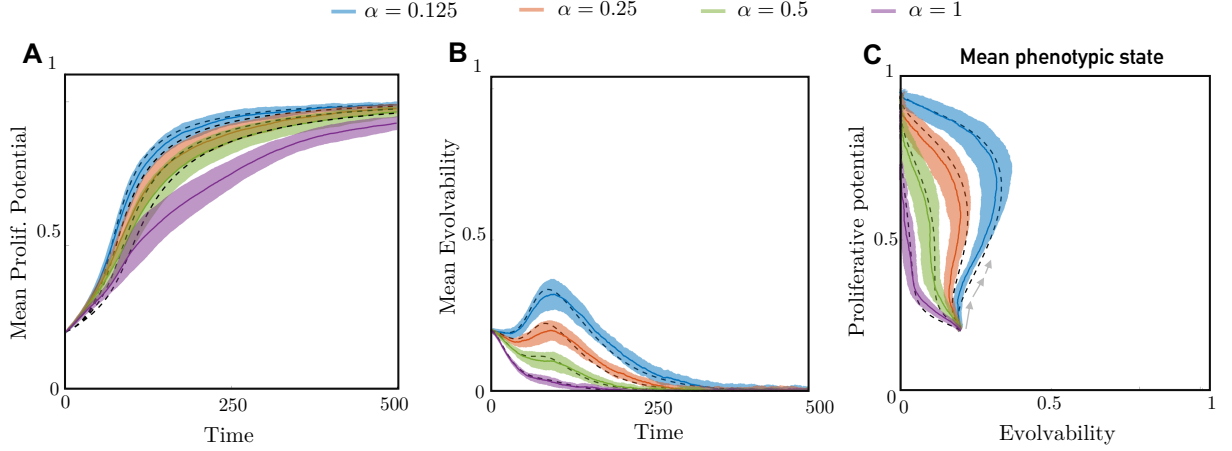 α = 0.125 α = 0.25 α = 0.5 α = 1
A
1
Mean Prolif. Potential
0.5
0
0 250 500
Time
B
1
Mean Evolvability
0.5
0
0 250 500
Time
C
Mean phenotypic state
1
Proliferative potential
0.5
0
0 0.5 1
Evolvability